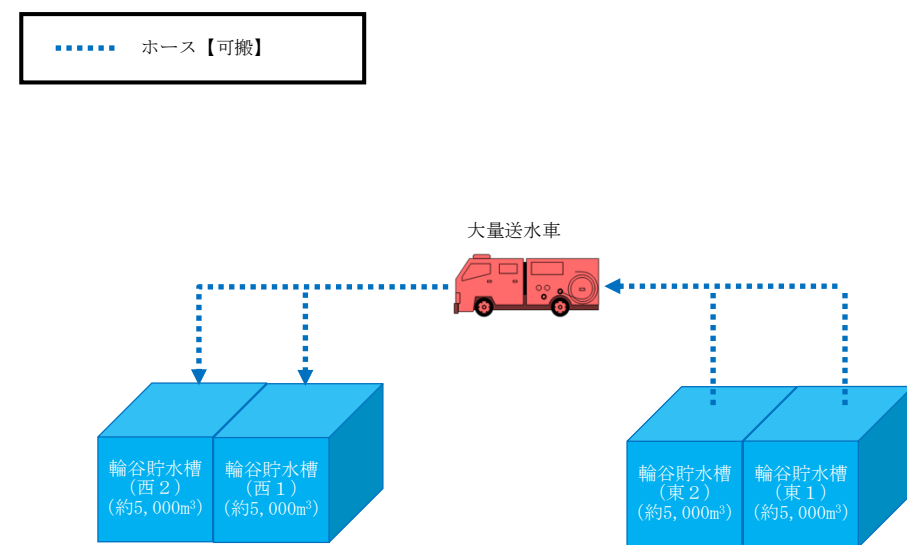 ホース【可搬】
大量送水車
輪谷貯水槽
(西２)
(約5,000m³)
輪谷貯水槽
(西１)
(約5,000m³)
輪谷貯水槽
(東２)
(約5,000m³)
輪谷貯水槽
(東１)
(約5,000m³)